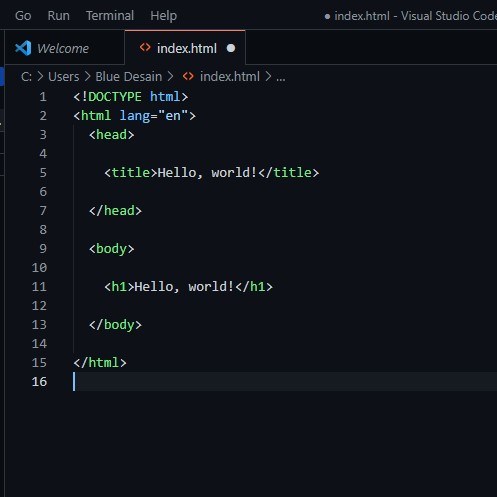 Go Run Terminal Help ● index.html - Visual Studio Code
Welcome <> index.html ●
C: > Users > Blue Desain > <> index.html > ...
1 <!DOCTYPE html>
2 <html lang="en">
3 <head>
4
5 <title>Hello, world!</title>
6
7 </head>
8
9 <body>
10
11 <h1>Hello, world!</h1>
12
13 </body>
14
15 </html>
16